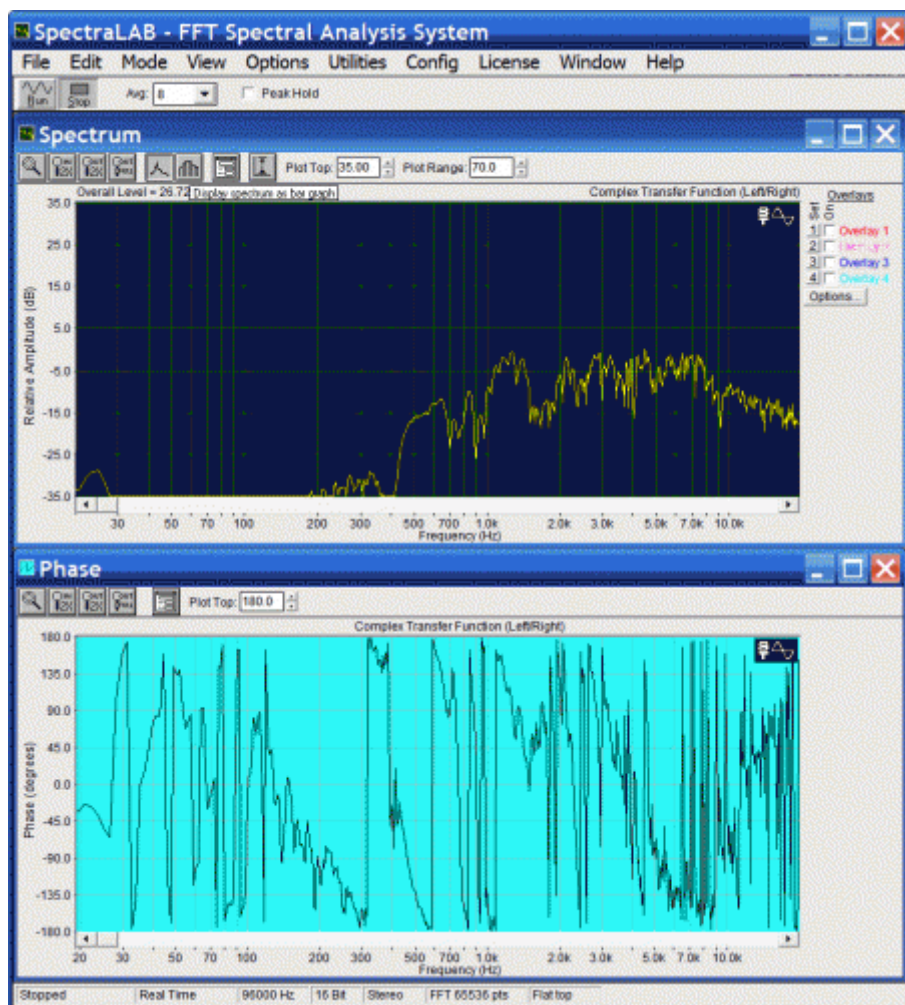 SpectraLAB - FFT Spectral Analysis System
File Edit Mode View Options Utilities Config License Window Help
Run Stop Avg: 8 Peak Hold
Spectrum
Plot Top: 35.00 Plot Range: 70.0
Overall Level = 26.72 Display spectrum as bar graph Complex Transfer Function (Left/Right)
Overlays
Set On
1 Overlay 1
2
3 Overlay 3
4 Overlay 4
Options...
Relative Amplitude (dB)
35.0
25.0
15.0
5.0
-5.0
-15.0
-25.0
-35.0
30 50 70 100 200 300 500 700 1.0k 2.0k 3.0k 5.0k 7.0k 10.0k
Frequency (Hz)
Phase
Plot Top: 180.0
Complex Transfer Function (Left/Right)
Phase (degrees)
180.0
135.0
90.0
45.0
0.0
-45.0
-90.0
-135.0
-180.0
20 30 50 70 100 200 300 500 700 1.0k 2.0k 3.0k 5.0k 7.0k 10.0k
Frequency (Hz)
Stopped Real Time 96000 Hz 16 Bit Stereo FFT 65536 pts Flat top